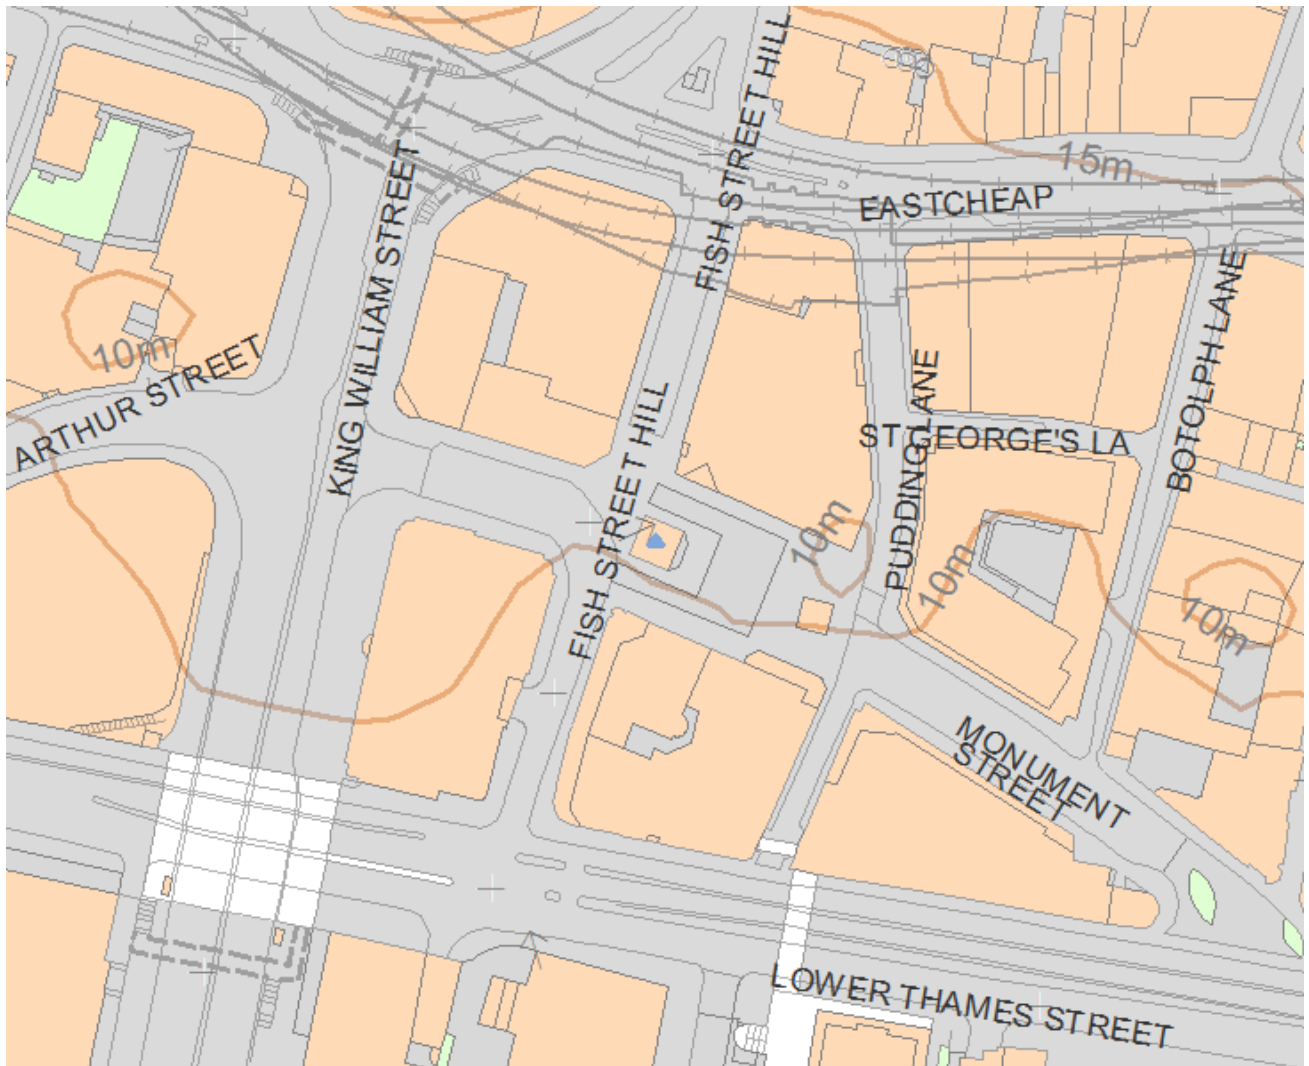 FISH STREET HILL
15m
EASTCHEAP
KING WILLIAM STREET
BOTOLPH LANE
10m
ARTHUR STREET
PUDDING LANE
ST GEORGE'S LA
FISH STREET HILL
10m
10m
10m
MONUMENT
STREET
LOWER THAMES STREET